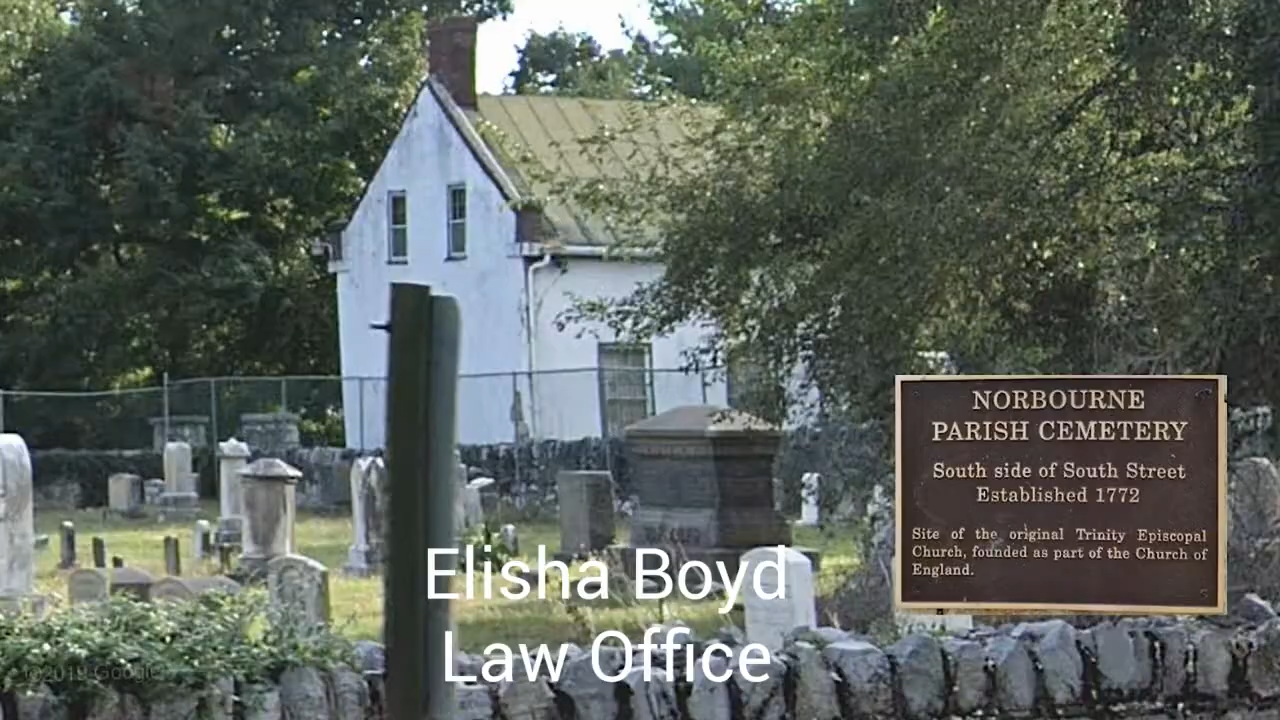 NORBOURNE
PARISH CEMETERY
South side of South Street
Established 1772
Site of the original Trinity Episcopal
Church, founded as part of the Church of
England.
Elisha Boyd
Law Office
©2019 Google